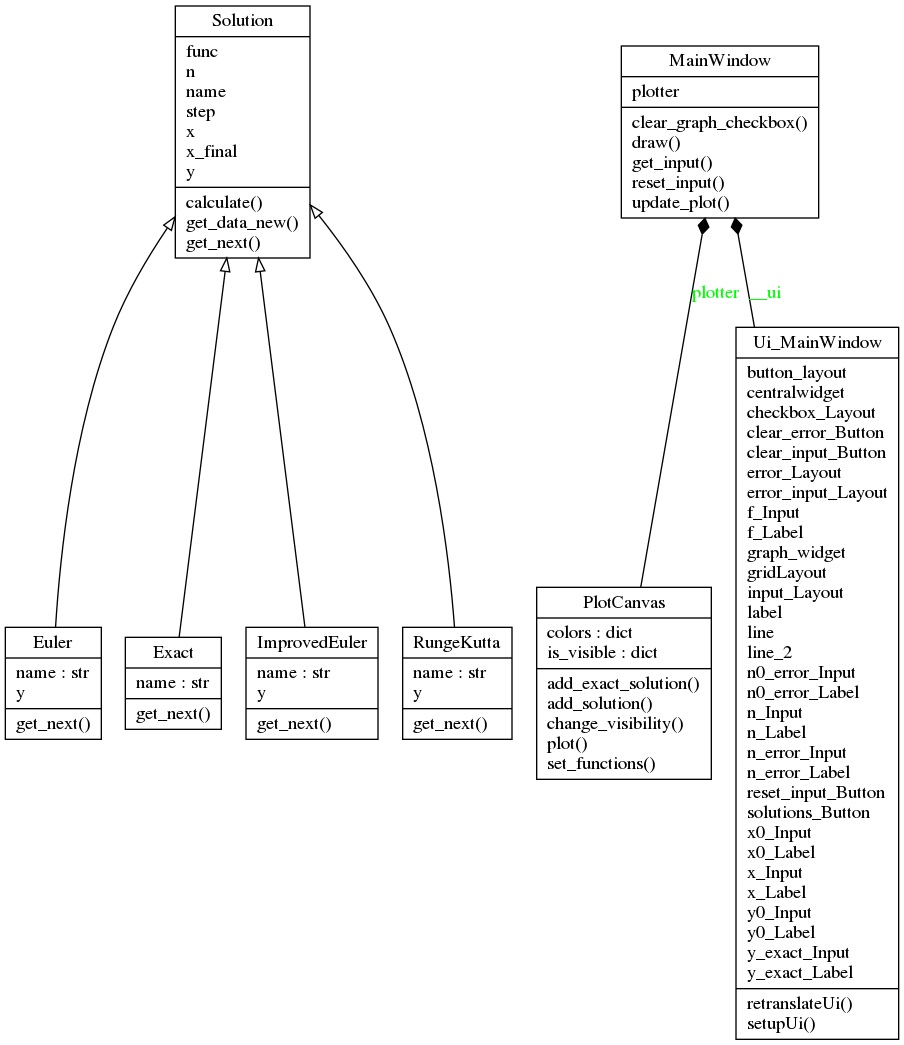 Solution
func
n
name
step
x
x_final
y
calculate()
get_data_new()
get_next()
MainWindow
plotter
clear_graph_checkbox()
draw()
get_input()
reset_input()
update_plot()
plotter
__ui
Euler
name : str
y
get_next()
Exact
name : str
get_next()
ImprovedEuler
name : str
y
get_next()
RungeKutta
name : str
y
get_next()
PlotCanvas
colors : dict
is_visible : dict
add_exact_solution()
add_solution()
change_visibility()
plot()
set_functions()
Ui_MainWindow
button_layout
centralwidget
checkbox_Layout
clear_error_Button
clear_input_Button
error_Layout
error_input_Layout
f_Input
f_Label
graph_widget
gridLayout
input_Layout
label
line
line_2
n0_error_Input
n0_error_Label
n_Input
n_Label
n_error_Input
n_error_Label
reset_input_Button
solutions_Button
x0_Input
x0_Label
x_Input
x_Label
y0_Input
y0_Label
y_exact_Input
y_exact_Label
retranslateUi()
setupUi()